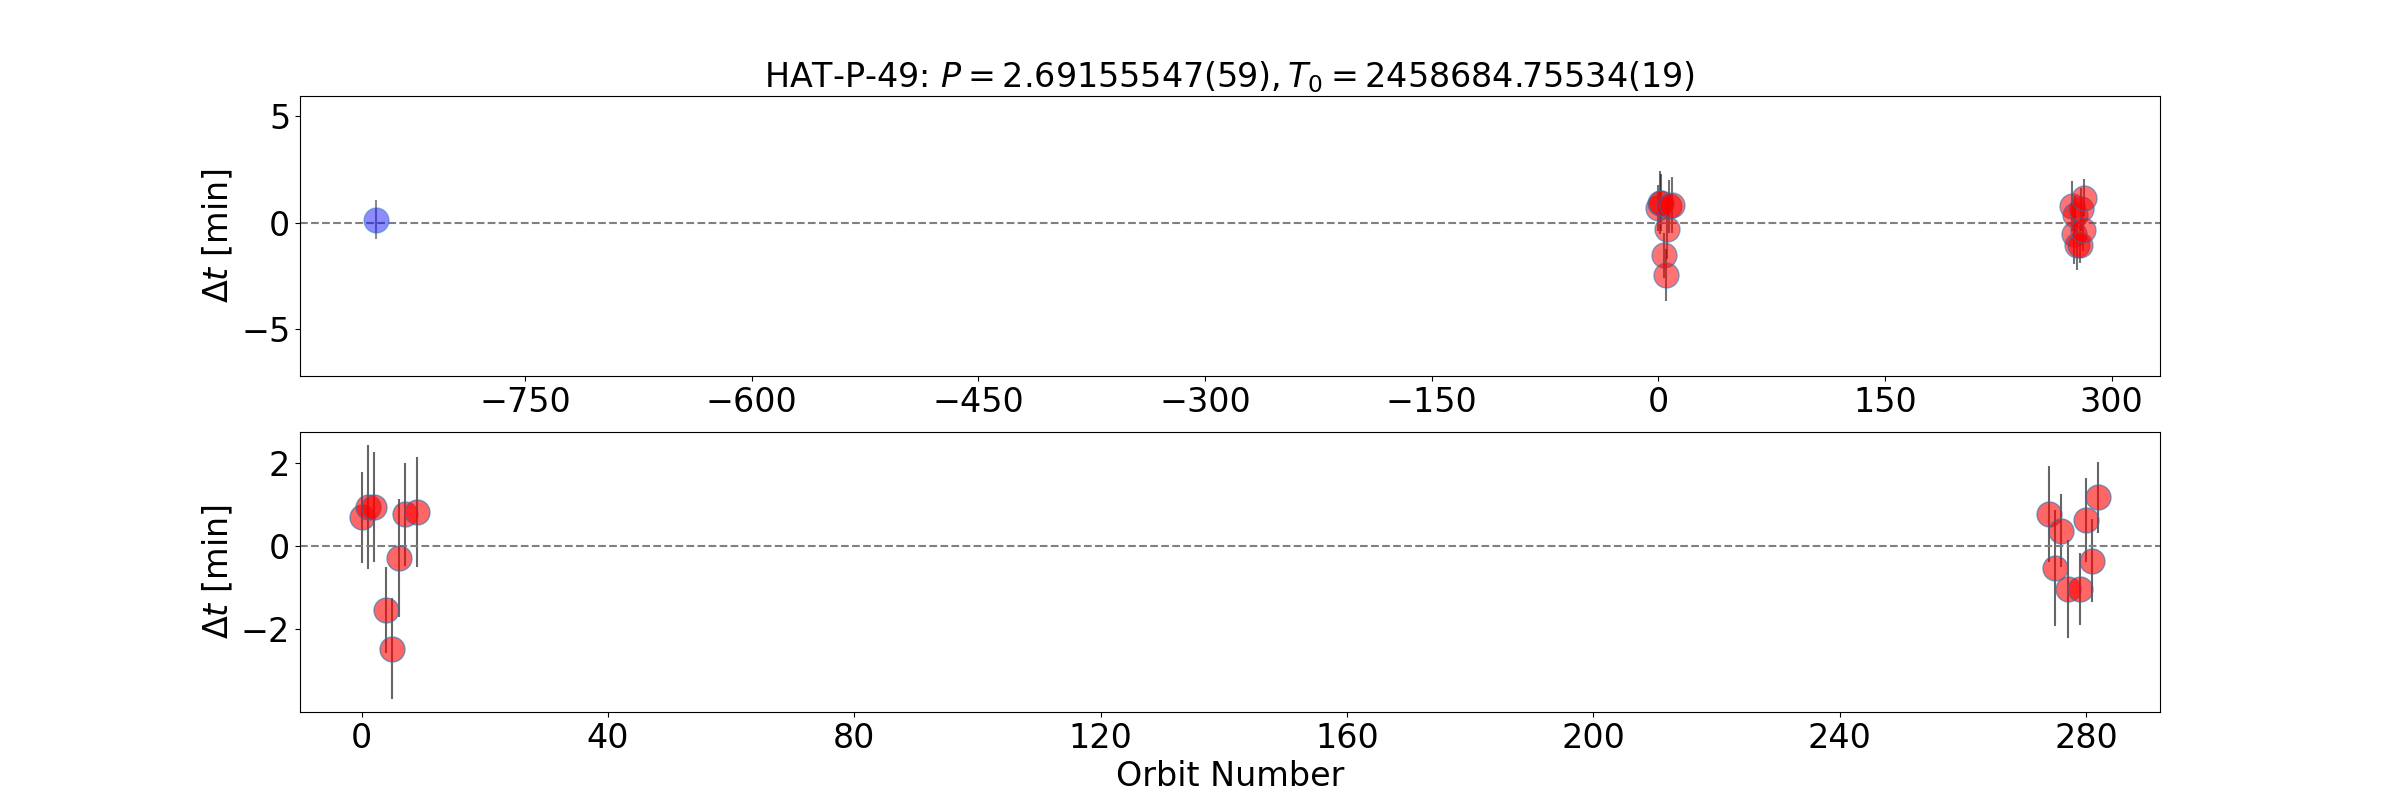 HAT-P-49: P = 2.69155547(59), T₀ = 2458684.75534(19)
Δt [min]
5
0
−5
−750 −600 −450 −300 −150 0 150 300
Δt [min]
2
0
−2
0 40 80 120 160 200 240 280
Orbit Number